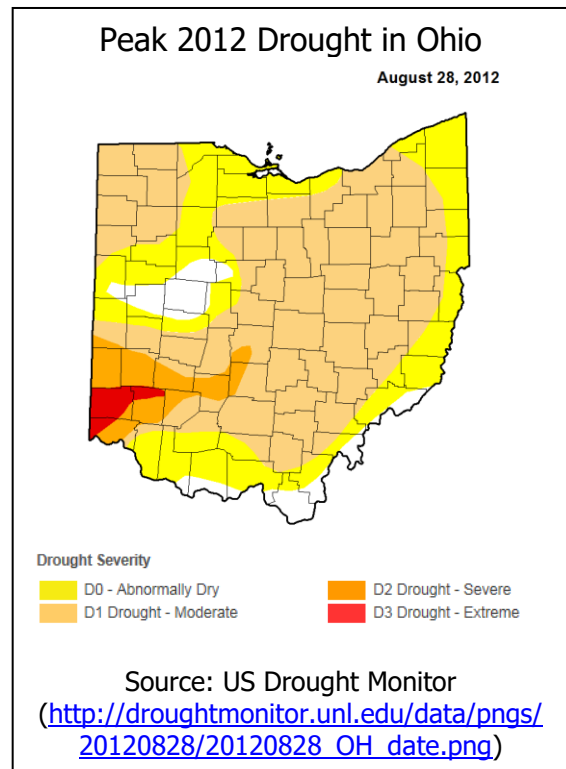 Peak 2012 Drought in Ohio
August 28, 2012
Drought Severity
D0 - Abnormally Dry
D2 Drought - Severe
D1 Drought - Moderate
D3 Drought - Extreme
Source: US Drought Monitor
(http://droughtmonitor.unl.edu/data/pngs/
20120828/20120828_OH_date.png)